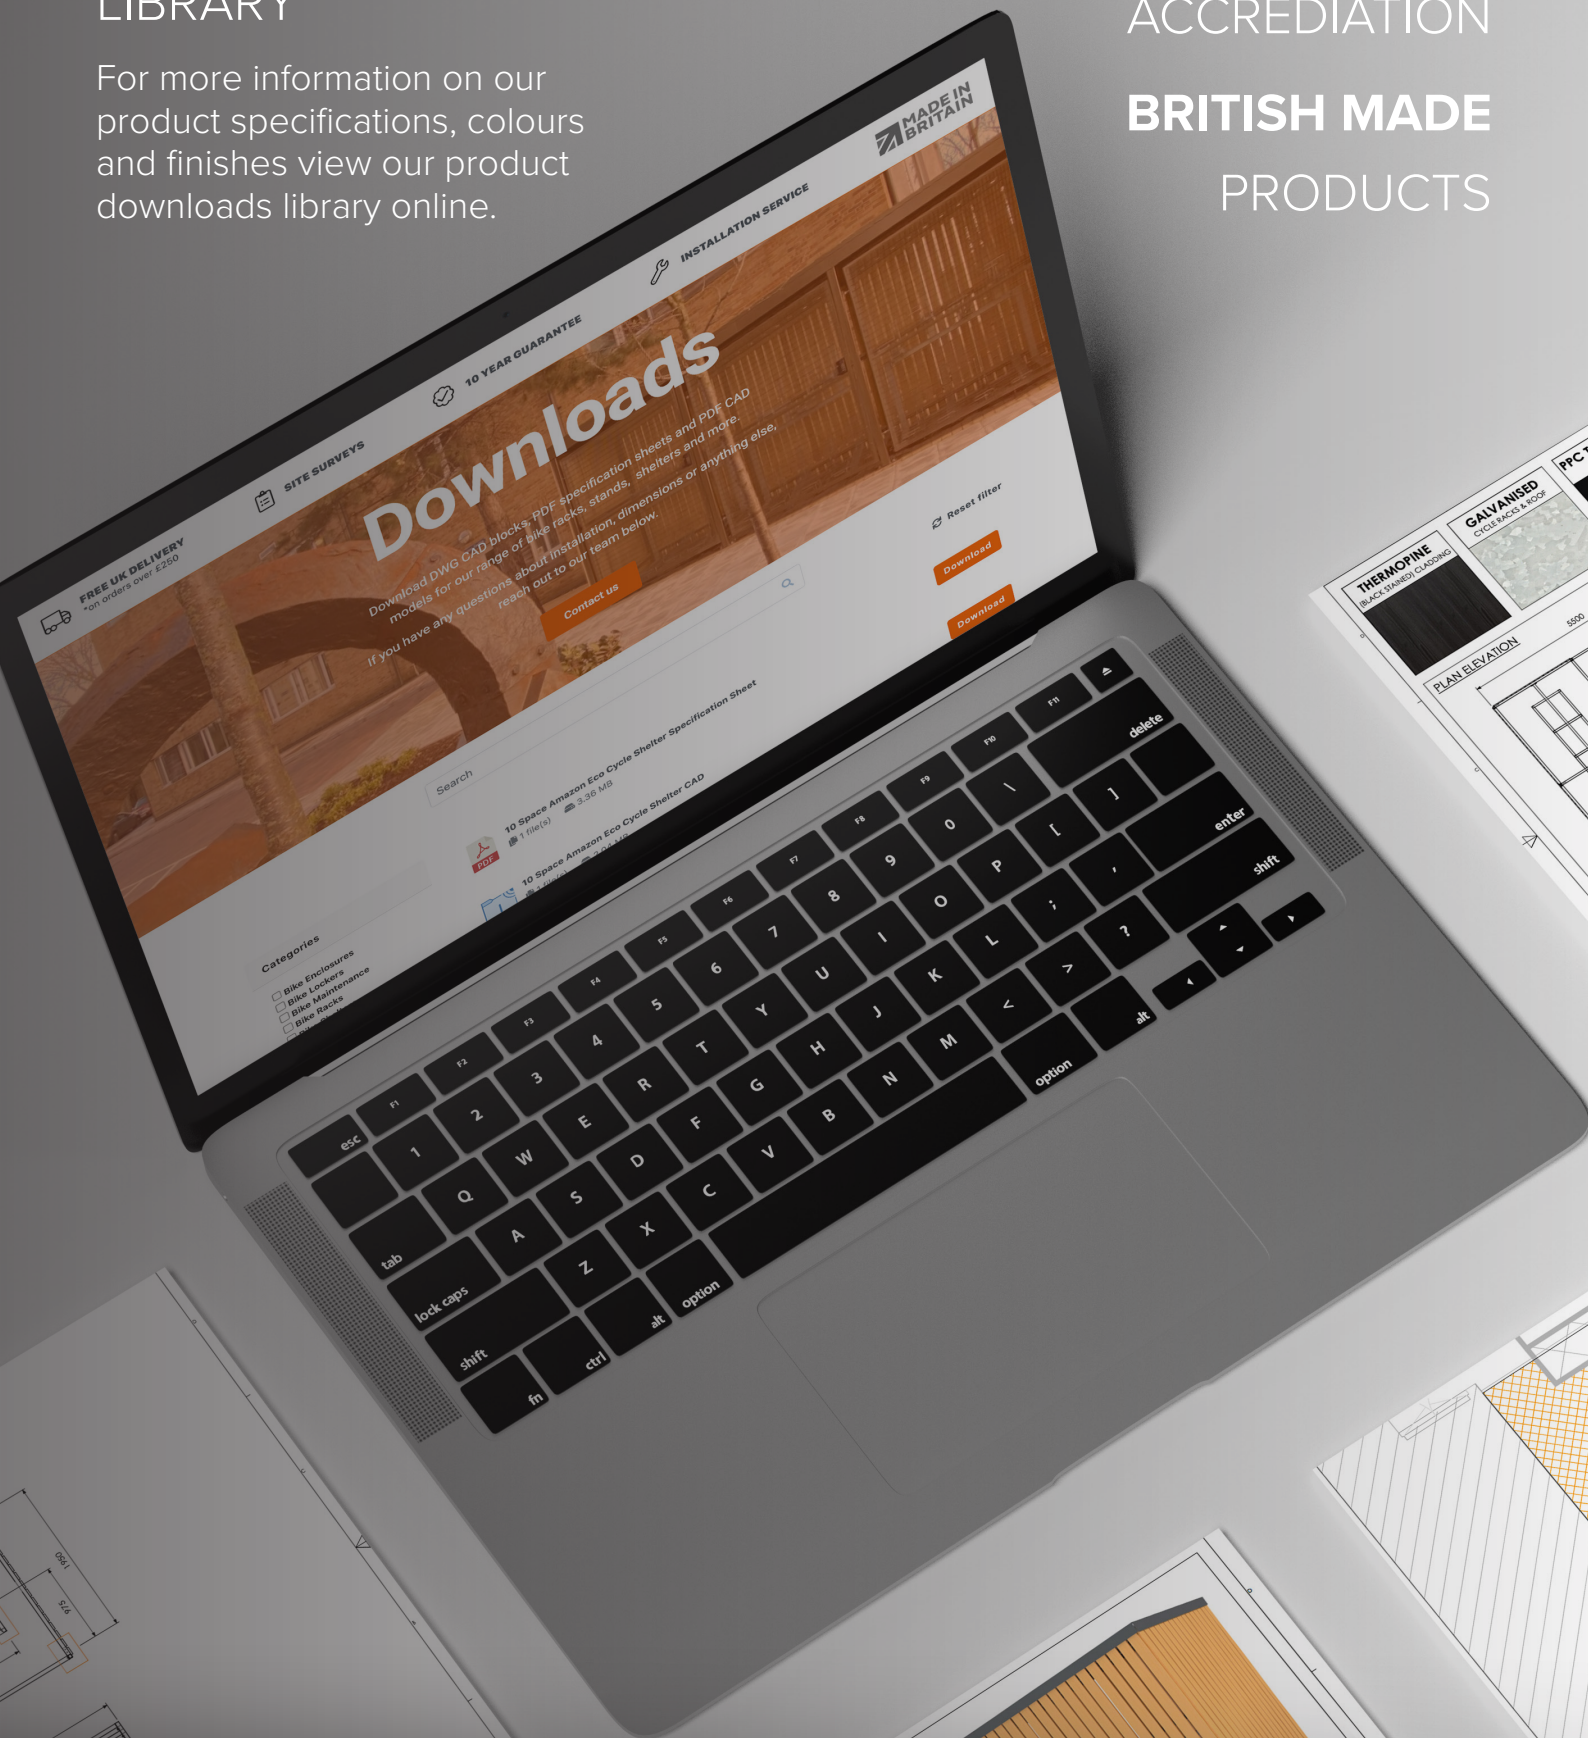 LIBRARY
For more information on our
product specifications, colours
and finishes view our product
downloads library online.
ACCREDIATION
BRITISH MADE
PRODUCTS
MADE IN
BRITAIN
FREE UK DELIVERY
*on orders over £250
SITE SURVEYS
10 YEAR GUARANTEE
INSTALLATION SERVICE
Downloads
Download DWG CAD blocks, PDF specification sheets and PDF CAD
models for our range of bike racks, stands, shelters and more.
If you have any questions about installation, dimensions or anything else,
reach out to our team below.
Contact us
Search
Reset filter
10 Space Amazon Eco Cycle Shelter Specification Sheet
1 file(s) 3.36 MB
PDF
Download
10 Space Amazon Eco Cycle Shelter CAD
Download
Categories
Bike Enclosures
Bike Lockers
Bike Maintenance
Bike Racks
esc F1 F2 F3 F4 F5 F6 F7 F8 F9 F10 F11
1 2 3 4 5 6 7 8 9 0 \ delete
tab Q W E R T Y U I O P [ ]
lock caps A S D F G H J K L ; , enter
shift Z X C V B N M < > ? shift
fn ctrl alt option option alt
THERMOPINE
(BLACK STAINED) CLADDING
GALVANISED
CYCLE RACKS & ROOF
PPC
PLAN ELEVATION
5500
1950
975